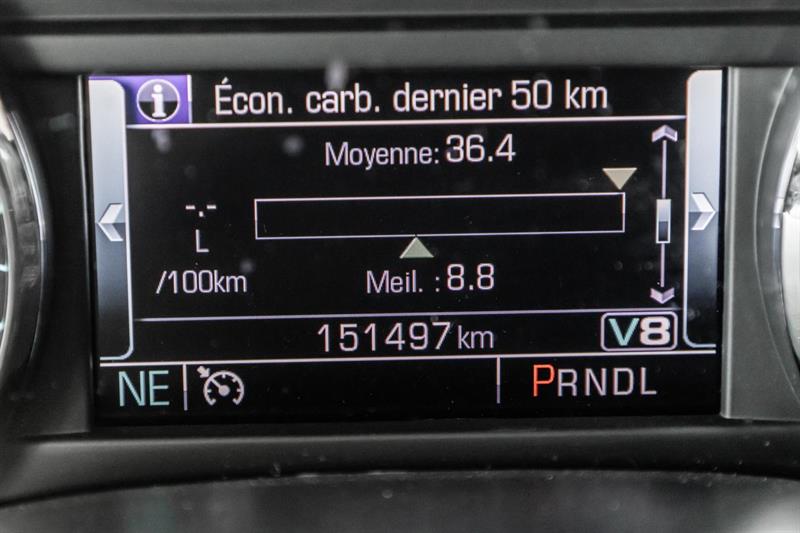 i Écon. carb. dernier 50 km
Moyenne: 36.4
-.-
L
/100km
Meil. : 8.8
151497 km V8
NE PRNDL